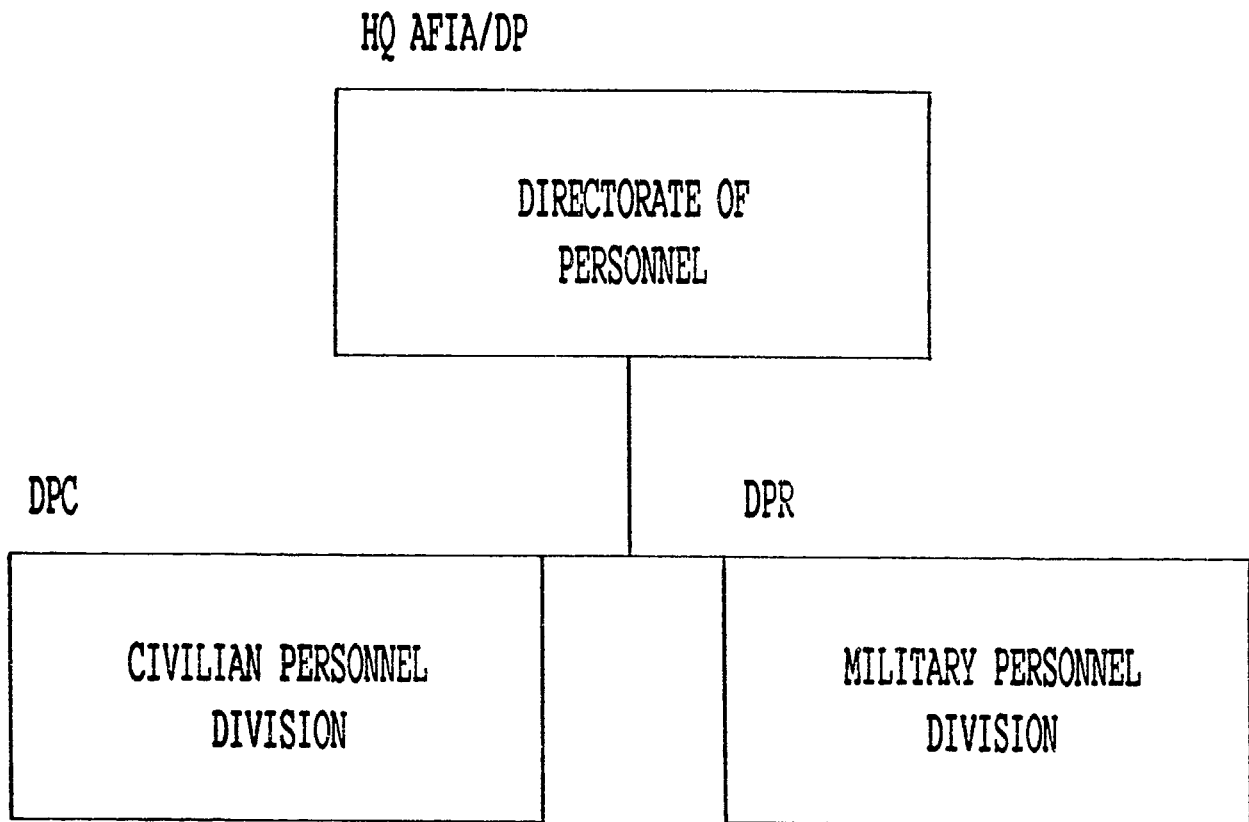 HQ AFIA/DP
DIRECTORATE OF
PERSONNEL
DPC
DPR
CIVILIAN PERSONNEL
DIVISION
MILITARY PERSONNEL
DIVISION